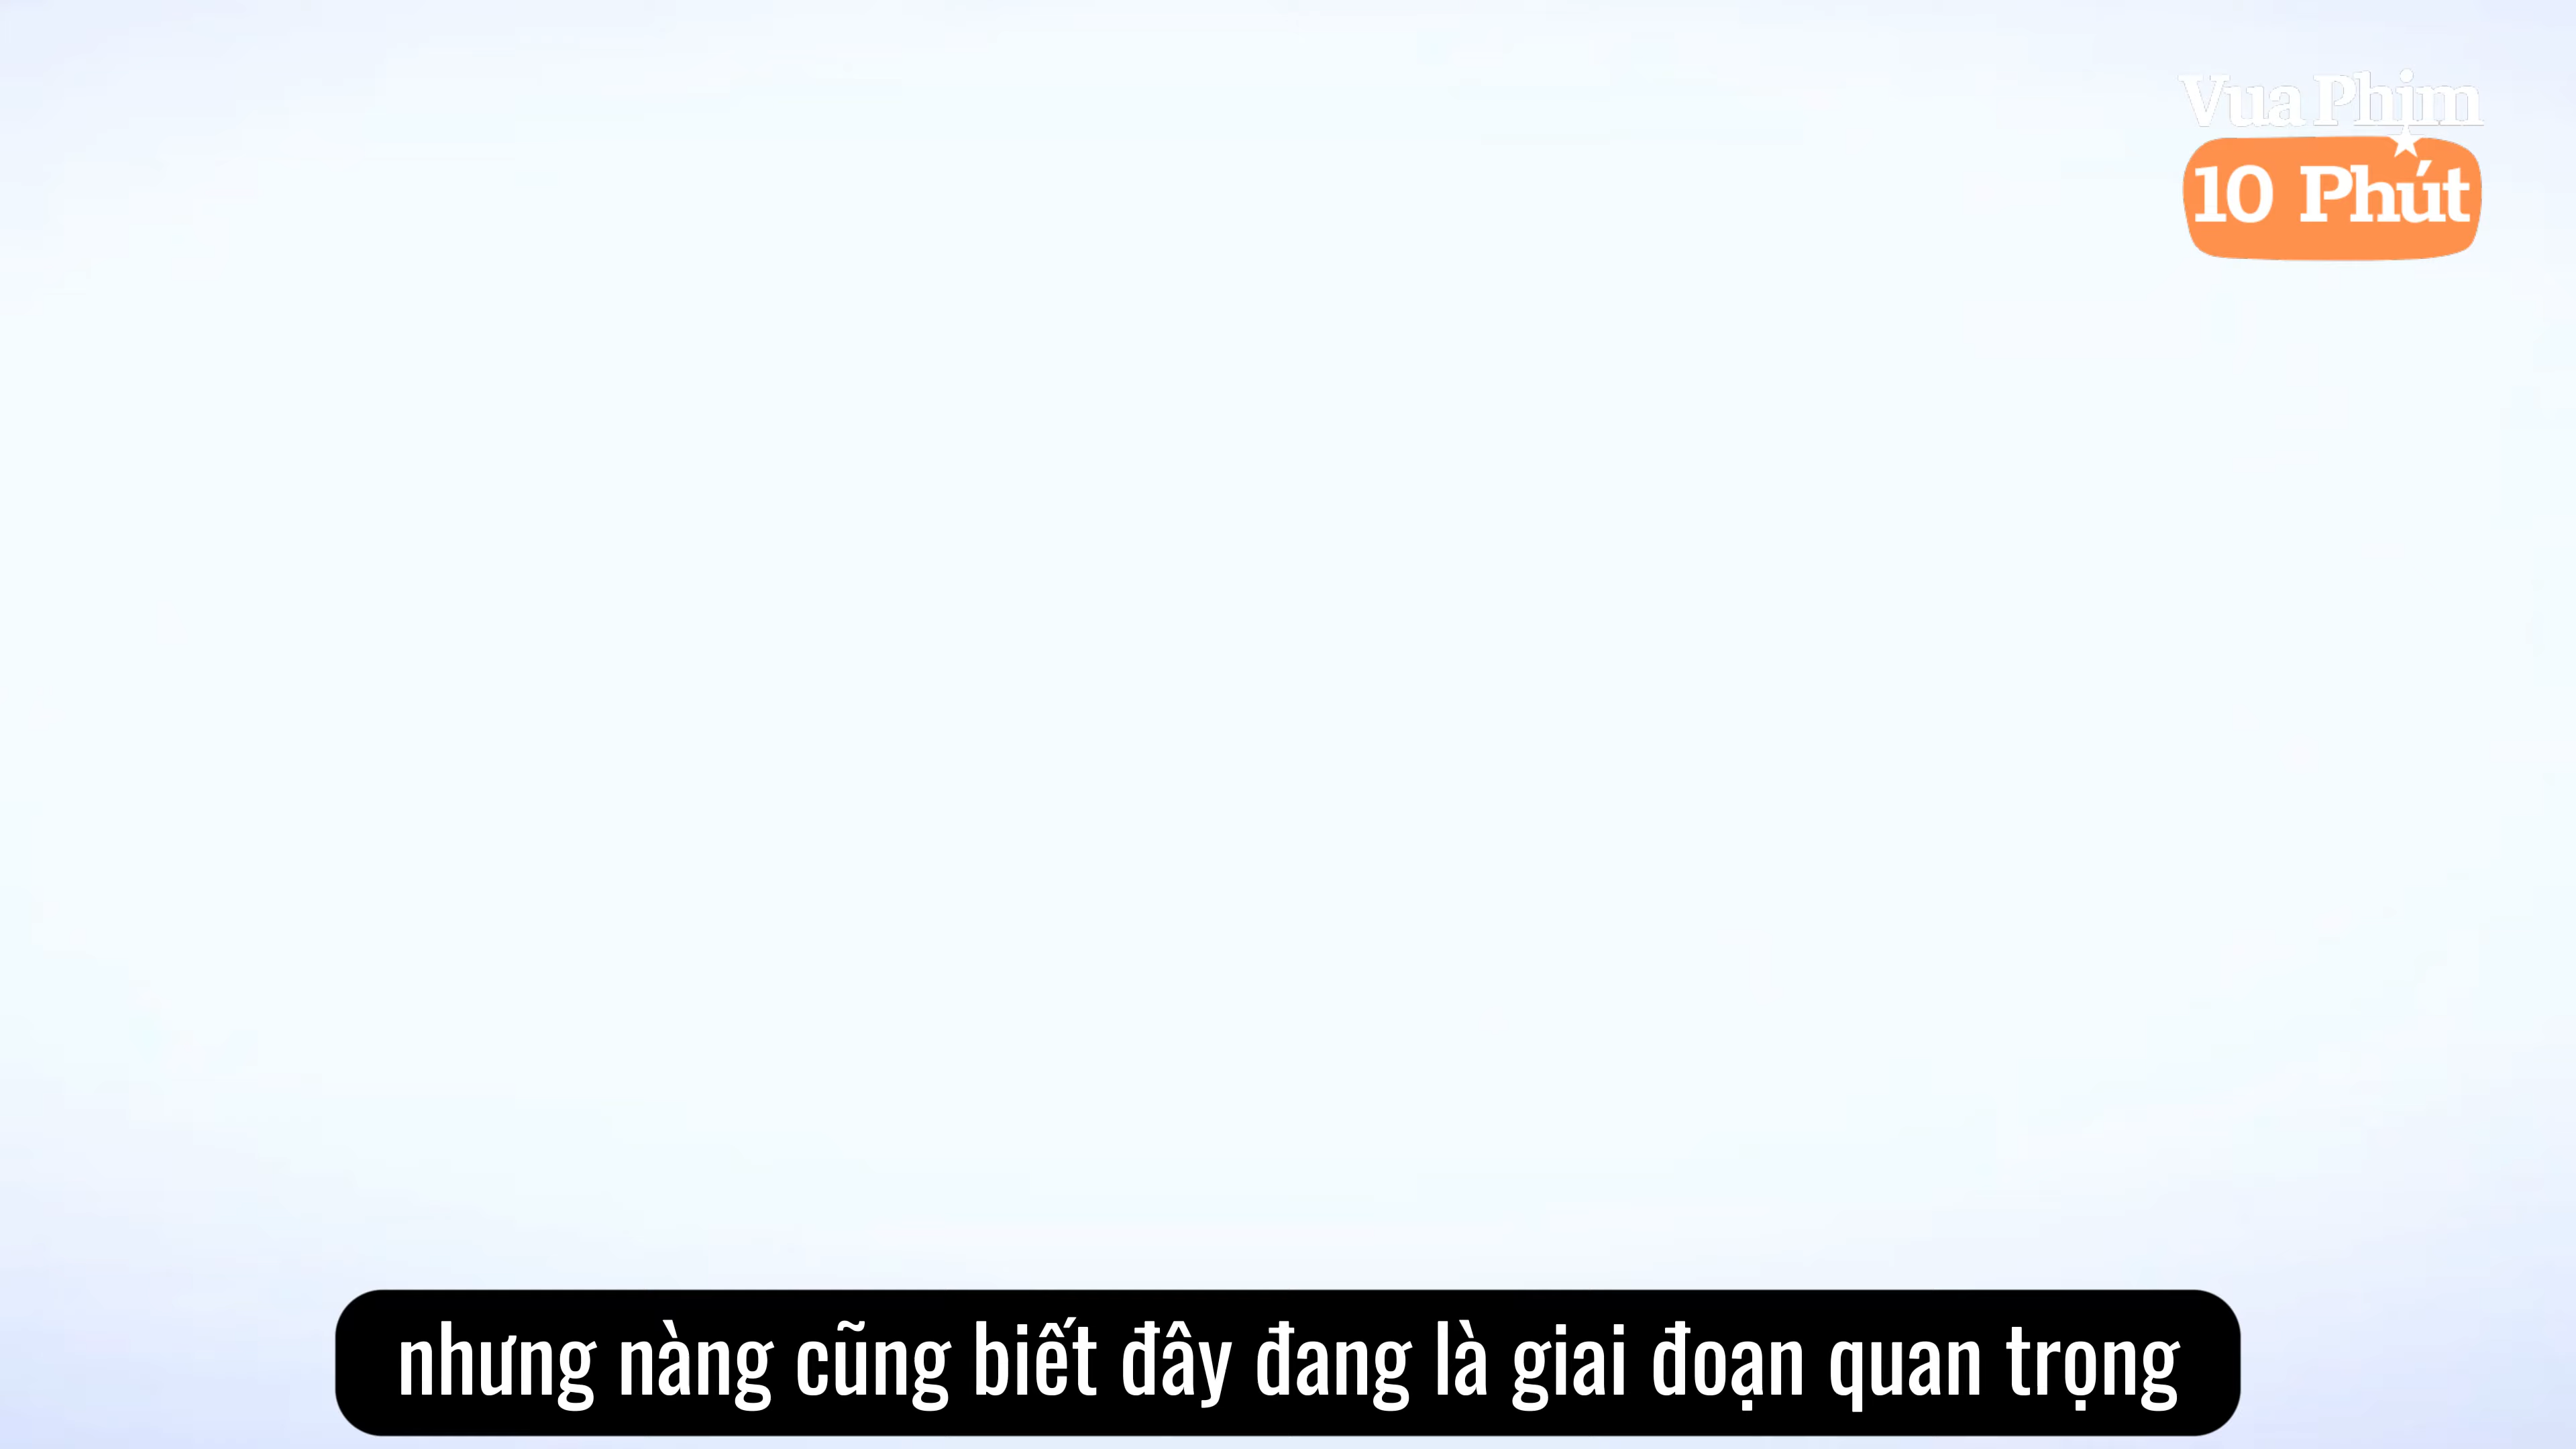 Vua Phim
10 Phút
nhưng nàng cũng biết đây đang là giai đoạn quan trọng